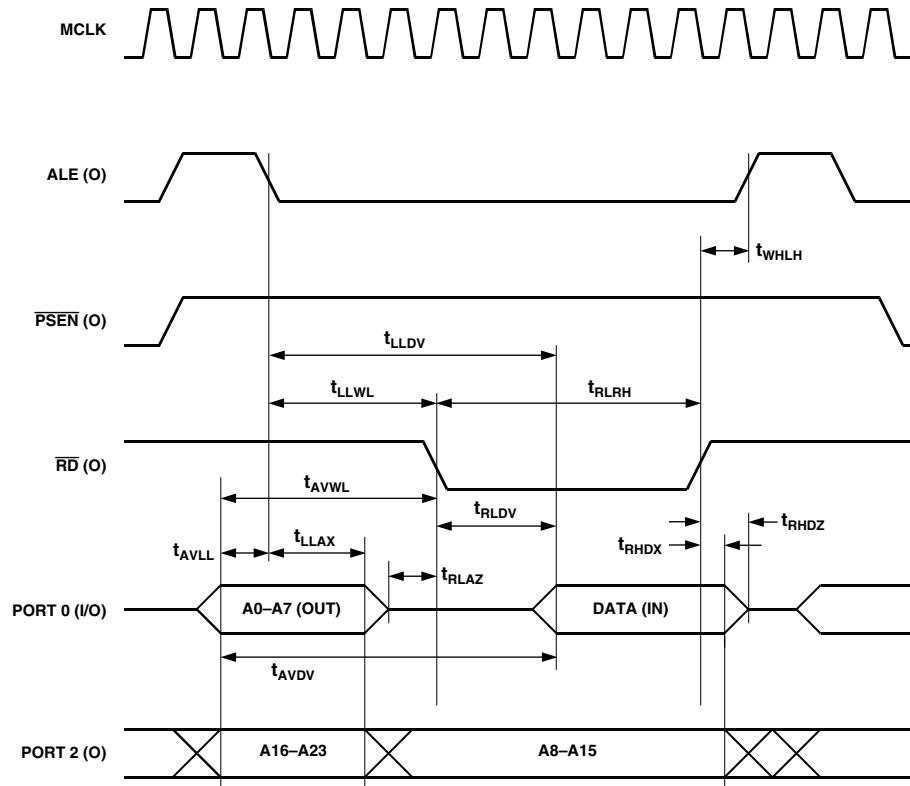 MCLK
ALE (O)
tWHLH
PSEN (O)
tLLDV
tLLWL
tRLRH
RD (O)
tAVWL
tRLDV
tRHDZ
tAVLL
tLLAX
tRHDX
tRLAZ
PORT 0 (I/O)
A0–A7 (OUT)
DATA (IN)
tAVDV
PORT 2 (O)
A16–A23
A8–A15